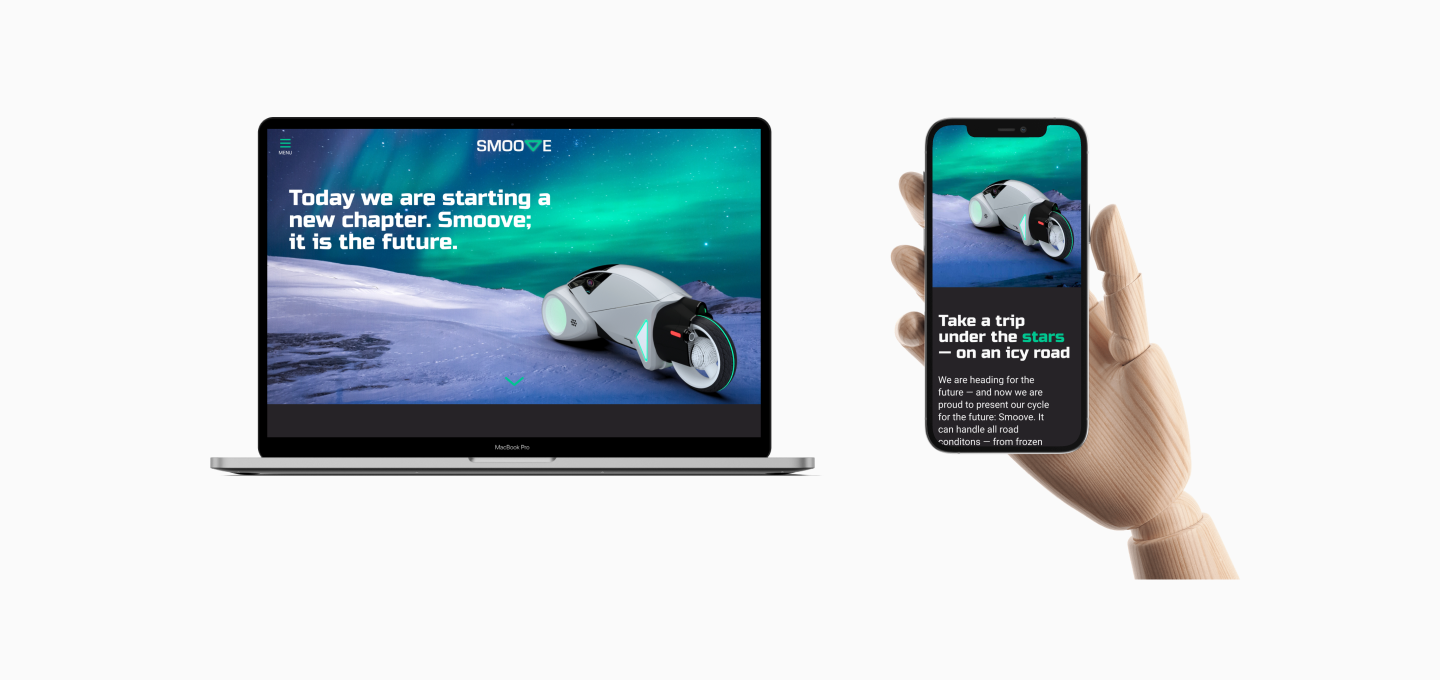 MENU
SMOOVE
Today we are starting a
new chapter. Smoove;
it is the future.
MacBook Pro
Take a trip
under the stars
— on an icy road
We are heading for the
future — and now we are
proud to present our cycle
for the future: Smoove. It
can handle all road
conditons — from frozen